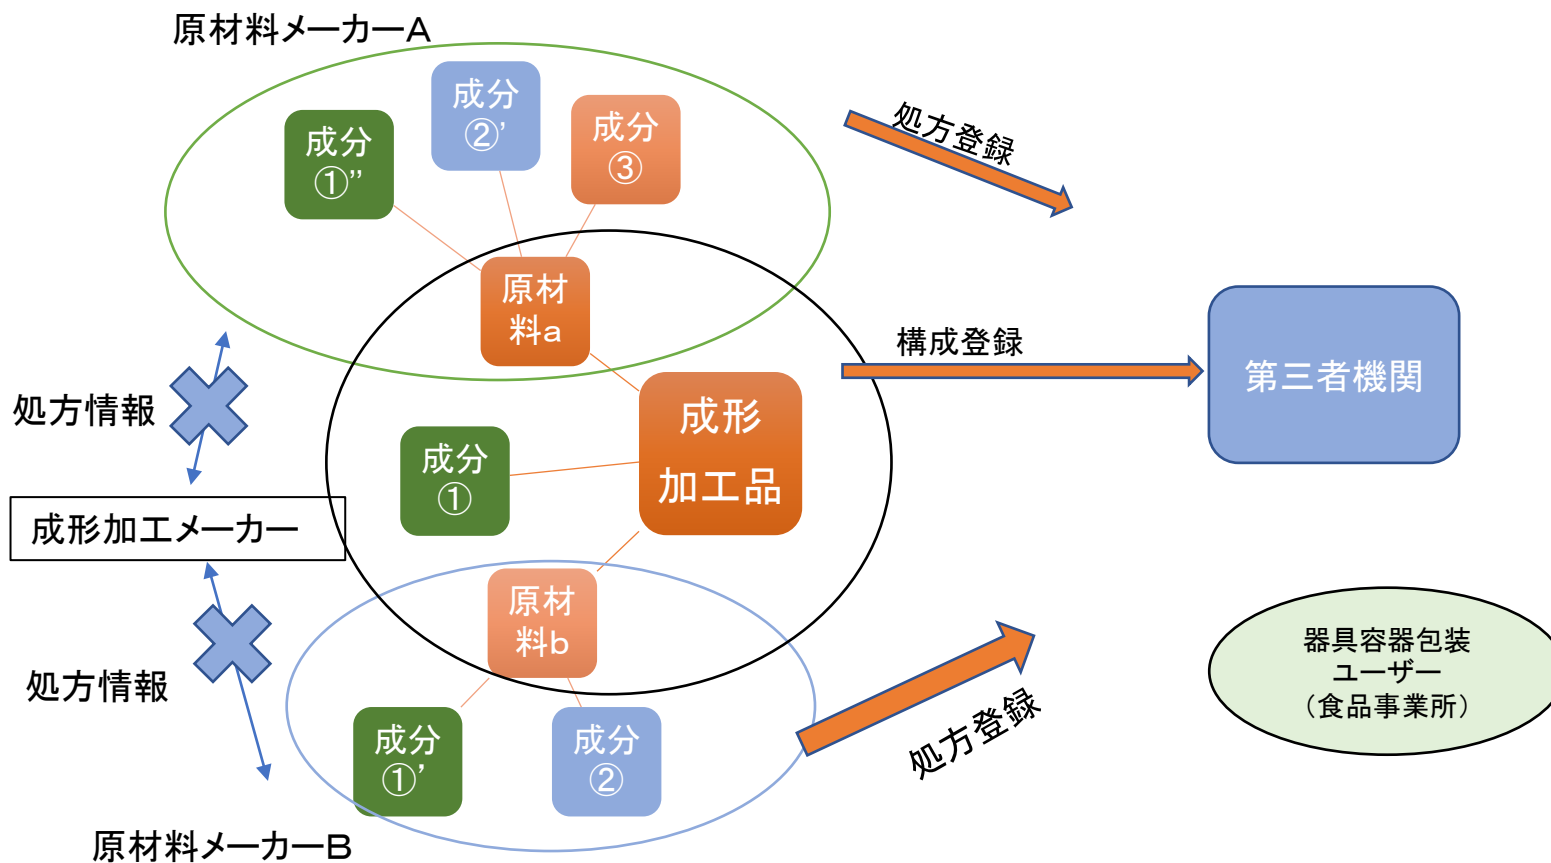 原材料メーカーA
成分
②’
成分
①”
成分
③
処方登録
原材
料a
構成登録
第三者機関
処方情報
成形
加工品
成分
①
成形加工メーカー
原材
料b
処方情報
器具容器包装
ユーザー
（食品事業所）
処方登録
成分
①’
成分
②
原材料メーカーB